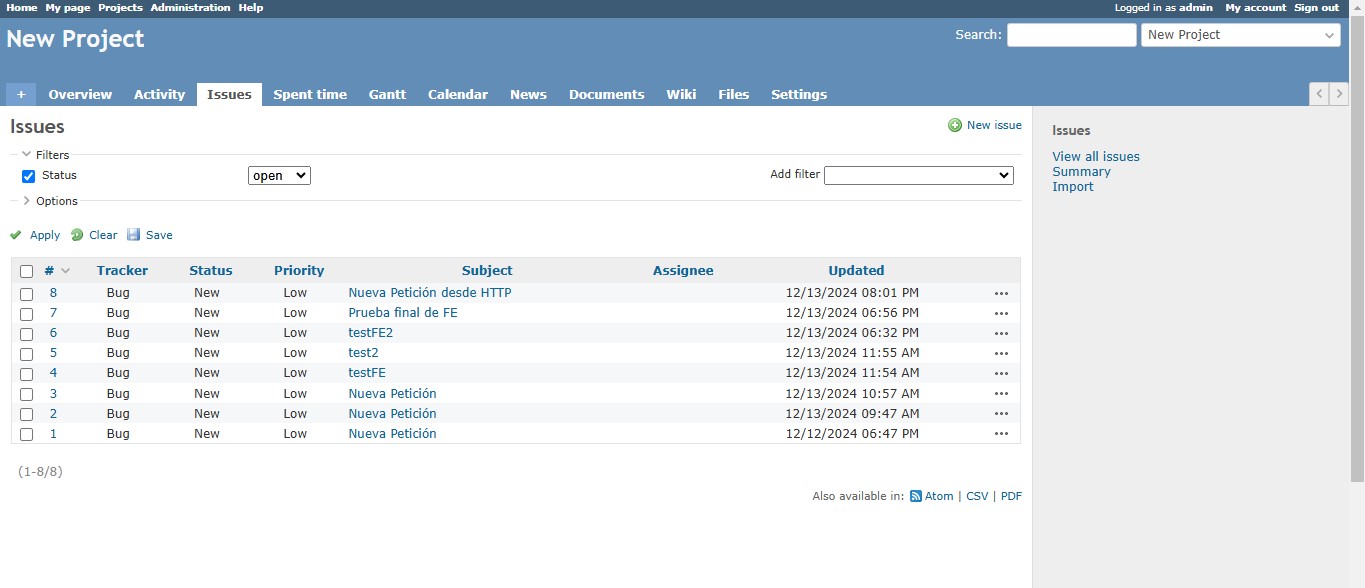 Home My page Projects Administration Help Logged in as admin My account Sign out
New Project Search: New Project
+ Overview Activity Issues Spent time Gantt Calendar News Documents Wiki Files Settings
Issues New issue
Filters
Status open Add filter
Options
Apply Clear Save
# Tracker Status Priority Subject Assignee Updated
8 Bug New Low Nueva Petición desde HTTP 12/13/2024 08:01 PM
7 Bug New Low Prueba final de FE 12/13/2024 06:56 PM
6 Bug New Low testFE2 12/13/2024 06:32 PM
5 Bug New Low test2 12/13/2024 11:55 AM
4 Bug New Low testFE 12/13/2024 11:54 AM
3 Bug New Low Nueva Petición 12/13/2024 10:57 AM
2 Bug New Low Nueva Petición 12/13/2024 09:47 AM
1 Bug New Low Nueva Petición 12/12/2024 06:47 PM
(1-8/8)
Also available in: Atom | CSV | PDF
Issues
View all issues
Summary
Import